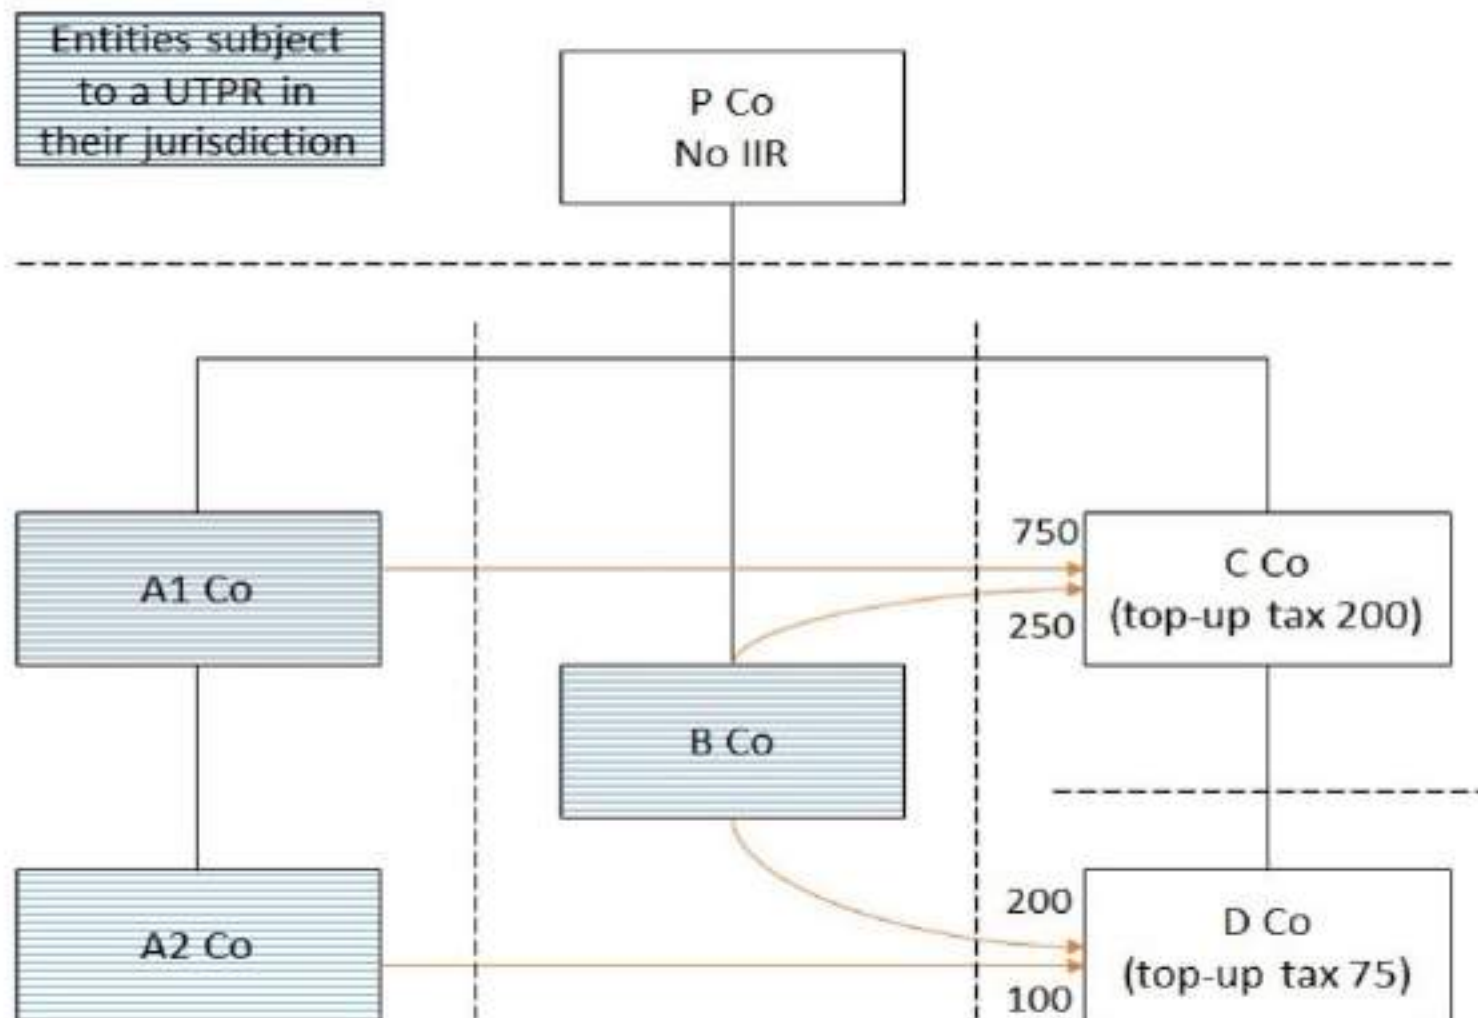 Entities subject
to a UTPR in
their jurisdiction
P Co
No IIR
A1 Co
750
250
C Co
(top-up tax 200)
B Co
A2 Co
200
100
D Co
(top-up tax 75)